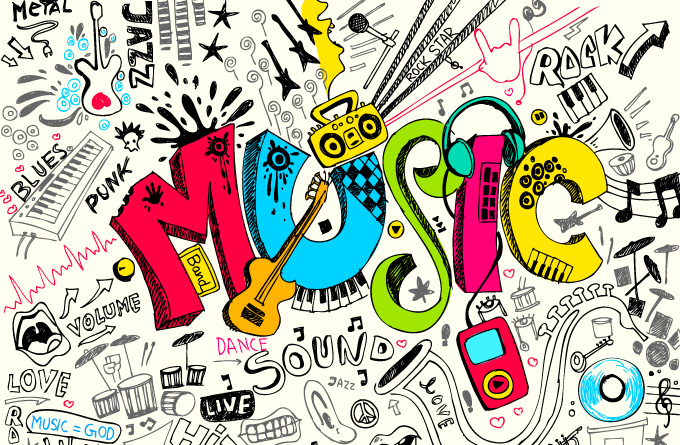 METAL
JAZZ
ROCK STAR
ROCK
BLUES
PUNK
MUSIC
Band
VOLUME
DANCE
SOUND
LOVE
LIVE
JAZZ
LOVE
MUSIC = GOD